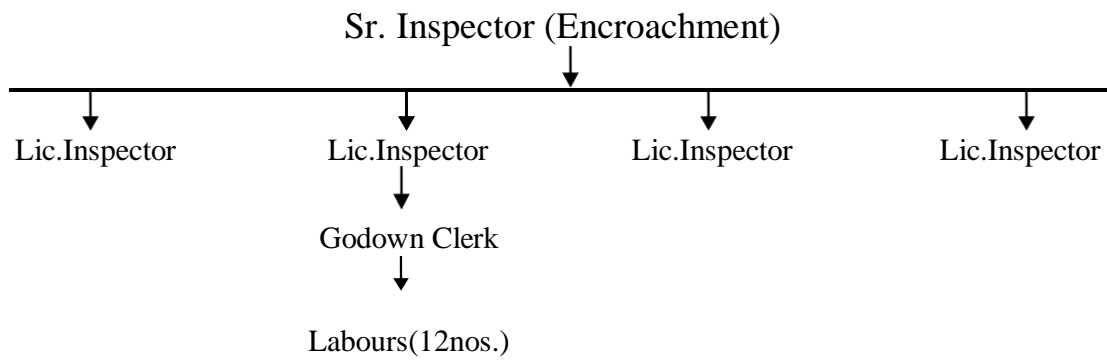 Sr. Inspector (Encroachment)
Lic.Inspector Lic.Inspector Lic.Inspector Lic.Inspector
Godown Clerk
Labours(12nos.)